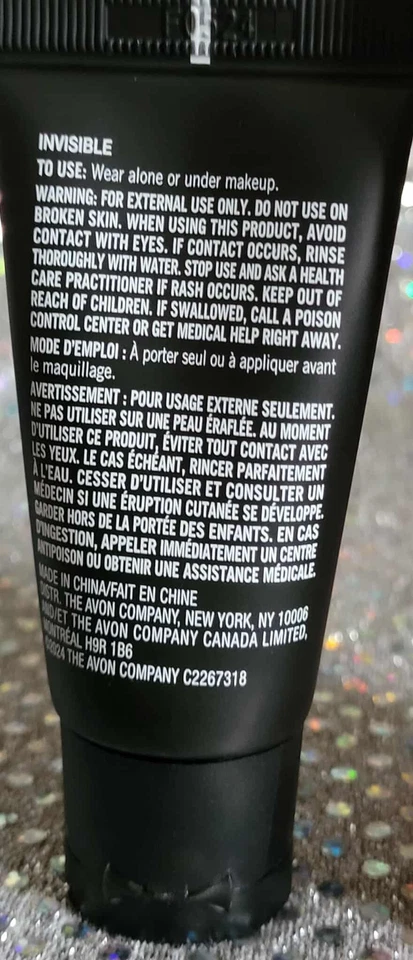 INVISIBLE
TO USE: Wear alone or under makeup.
WARNING: FOR EXTERNAL USE ONLY. DO NOT USE ON
BROKEN SKIN. WHEN USING THIS PRODUCT, AVOID
CONTACT WITH EYES. IF CONTACT OCCURS, RINSE
THOROUGHLY WITH WATER. STOP USE AND ASK A HEALTH
CARE PRACTITIONER IF RASH OCCURS. KEEP OUT OF
REACH OF CHILDREN. IF SWALLOWED, CALL A POISON
CONTROL CENTER OR GET MEDICAL HELP RIGHT AWAY.
MODE D'EMPLOI : À porter seul ou à appliquer avant
le maquillage.
AVERTISSEMENT : POUR USAGE EXTERNE SEULEMENT.
NE PAS UTILISER SUR UNE PEAU ÉRAFLÉE. AU MOMENT
D'UTILISER CE PRODUIT, ÉVITER TOUT CONTACT AVEC
LES YEUX. LE CAS ÉCHÉANT, RINCER PARFAITEMENT
À L'EAU. CESSER D'UTILISER ET CONSULTER UN
MÉDECIN SI UNE ÉRUPTION CUTANÉE SE DÉVELOPPE.
GARDER HORS DE LA PORTÉE DES ENFANTS. EN CAS
D'INGESTION, APPELER IMMÉDIATEMENT UN CENTRE
ANTIPOISON OU OBTENIR UNE ASSISTANCE MÉDICALE.
MADE IN CHINA/FAIT EN CHINE
DISTR. THE AVON COMPANY, NEW YORK, NY 10006
AND/ET THE AVON COMPANY CANADA LIMITED,
MONTRÉAL H9R 1B6
©2024 THE AVON COMPANY C2267318